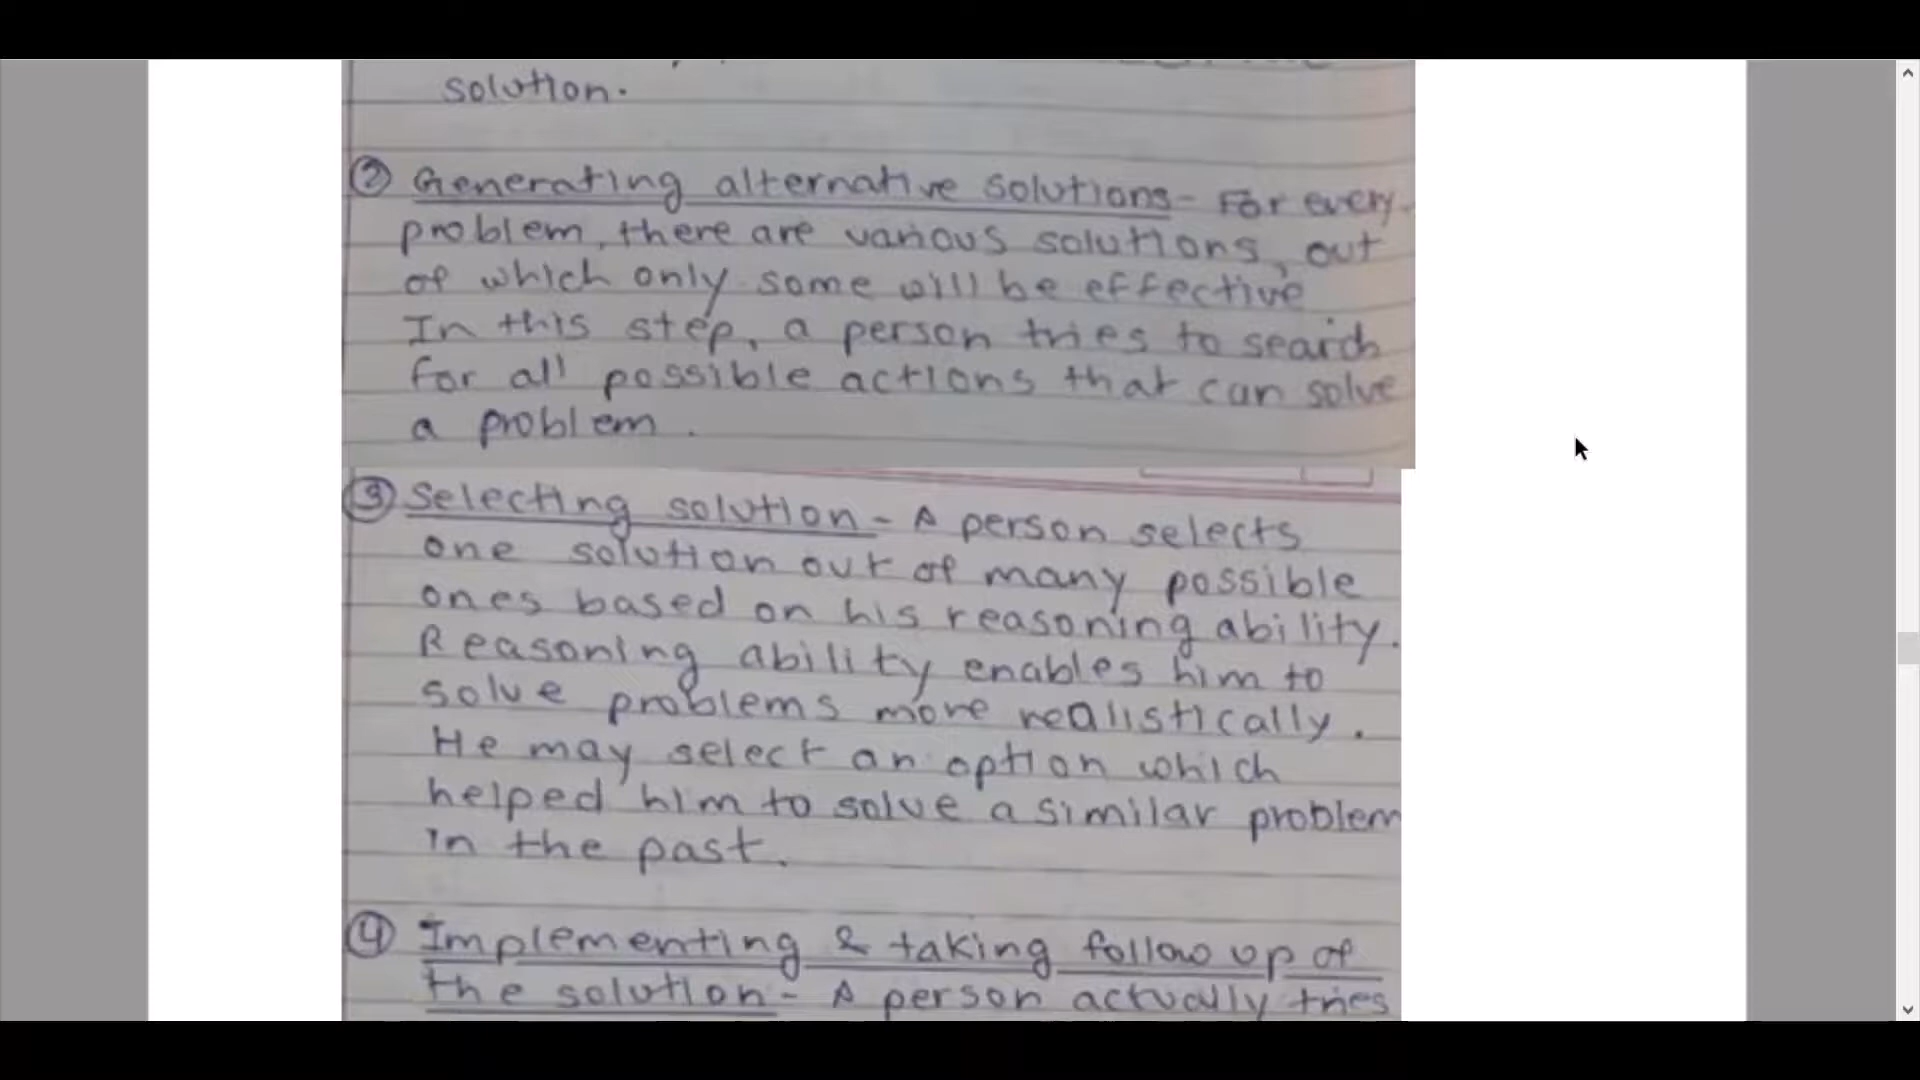 solution.
② Generating alternative solutions - For every
problem, there are various solutions, out
of which only some will be effective
In this step, a person tries to search
for all possible actions that can solve
a problem.
③ Selecting solution - A person selects
one solution out of many possible
ones based on his reasoning ability.
Reasoning ability enables him to
solve problems more realistically.
He may select an option which
helped him to solve a similar problem
in the past.
④ Implementing & taking follow up of
the solution - A person actually tries